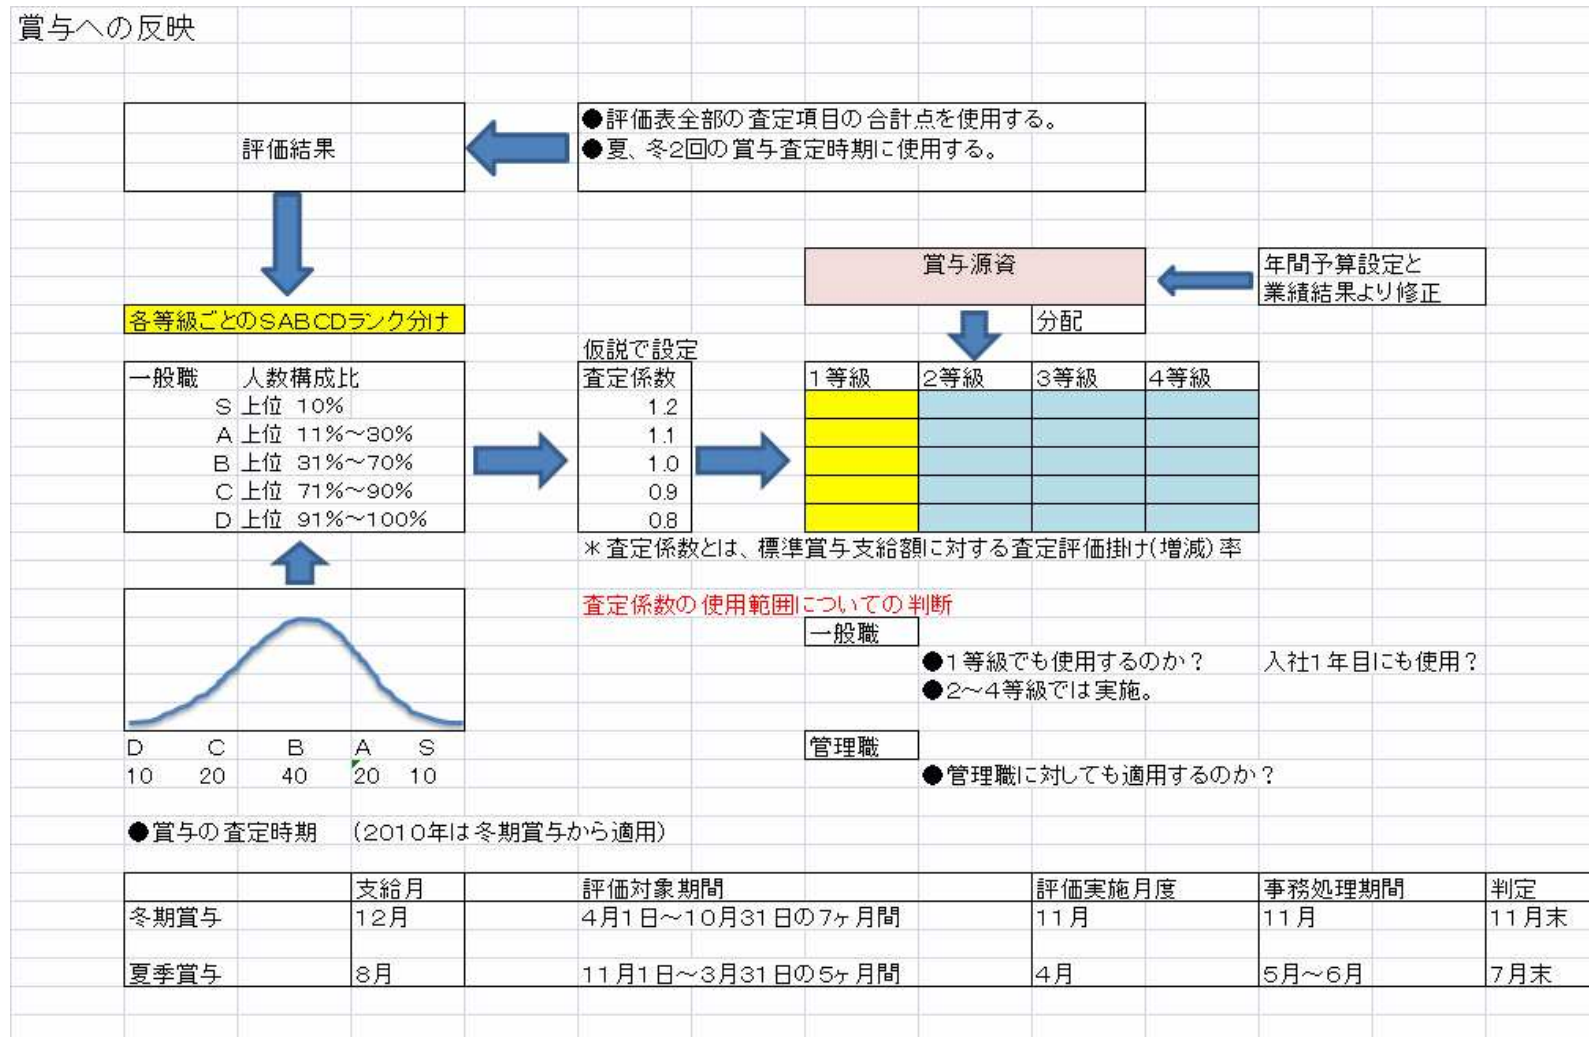 賞与への反映
●評価表全部の査定項目の合計点を使用する。
評価結果
●夏、冬2回の賞与査定時期に使用する。
賞与源資
年間予算設定と
業績結果より修正
各等級ごとのSABCDランク分け
分配
仮説で設定
一般職 人数構成比 査定係数 1等級 2等級 3等級 4等級
S 上位 10% 1.2
A 上位 11%~30% 1.1
B 上位 31%~70% 1.0
C 上位 71%~90% 0.9
D 上位 91%~100% 0.8
*査定係数とは、標準賞与支給額に対する査定評価掛け(増減)率
査定係数の使用範囲についての判断
一般職
●1等級でも使用するのか? 入社1年目にも使用?
●2~4等級では実施。
D C B A S
管理職
10 20 40 20 10
●管理職に対しても適用するのか?
●賞与の査定時期 (2010年は冬期賞与から適用)
支給月 評価対象期間 評価実施月度 事務処理期間 判定
冬期賞与 12月 4月1日~10月31日の7ヶ月間 11月 11月 11月末
夏季賞与 8月 11月1日~3月31日の5ヶ月間 4月 5月~6月 7月末